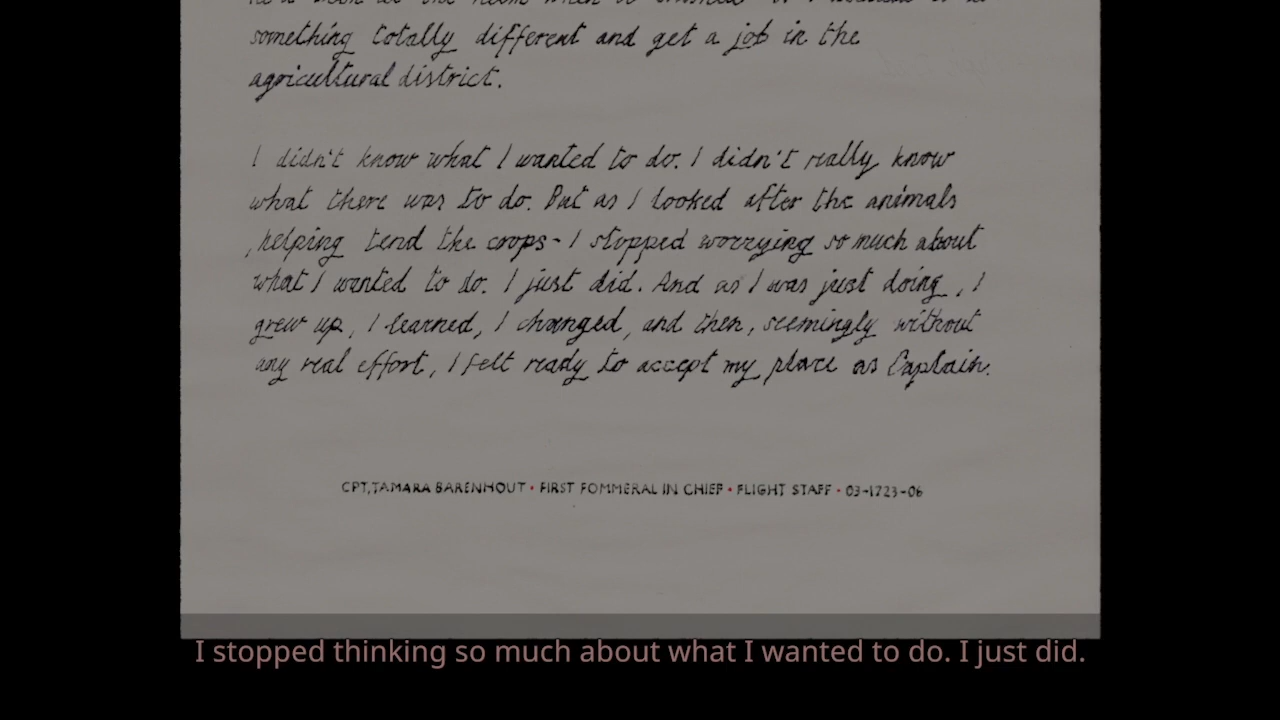 something totally different and get a job in the
agricultural district.
I didn't know what I wanted to do. I didn't really know
what there was to do. But as I looked after the animals
,helping tend the crops - I stopped worrying so much about
what I wanted to do. I just did. And as I was just doing, I
grew up, I learned, I changed, and then, seemingly without
any real effort, I felt ready to accept my place as Captain.
CPT,TAMARA BARENHOUT • FIRST FOMMERAL IN CHIEF • FLIGHT STAFF • 03-1723-06
I stopped thinking so much about what I wanted to do. I just did.